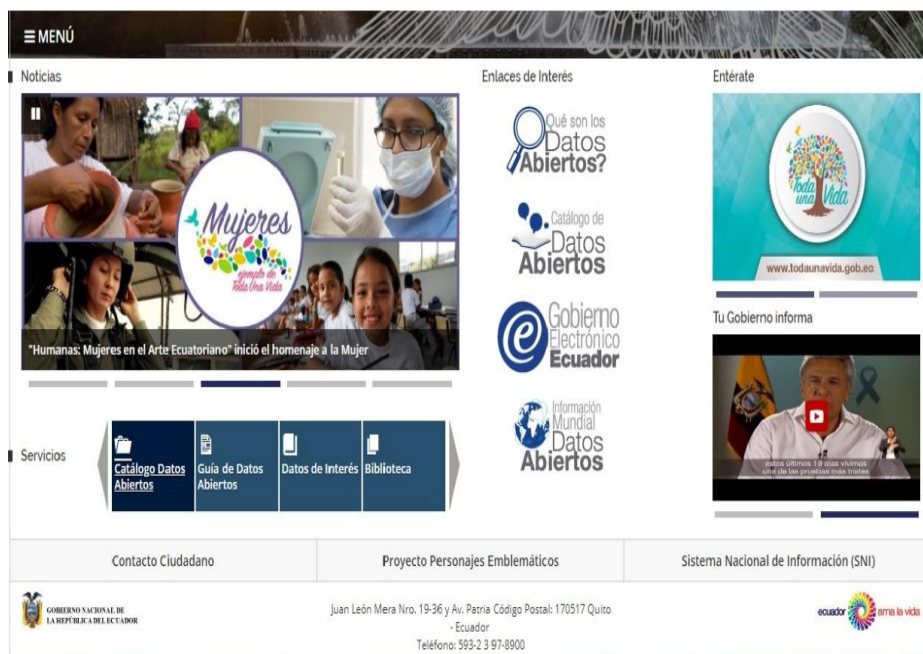 ≡ MENÚ
Noticias
Mujeres
ejemplo de
Toda Una Vida
"Humanas: Mujeres en el Arte Ecuatoriano" inició el homenaje a la Mujer
Servicios
Catálogo Datos
Abiertos
Guía de Datos
Abiertos
Datos de Interés
Biblioteca
Enlaces de Interés
Qué son los
Datos
Abiertos?
Catálogo de
Datos
Abiertos
Gobierno
Electrónico
Ecuador
Información
Mundial
Datos
Abiertos
Entérate
Toda
una Vida
www.todaunavida.gob.ec
Tu Gobierno informa
estos últimos 19 días vivimos
una de las pruebas más tristes
Contacto Ciudadano
Proyecto Personajes Emblemáticos
Sistema Nacional de Información (SNI)
GOBIERNO NACIONAL DE
LA REPÚBLICA DEL ECUADOR
Juan León Mera Nro. 19-36 y Av. Patria Código Postal: 170517 Quito
- Ecuador
Teléfono: 593-2 3 97-8900
ecuador ama la vida